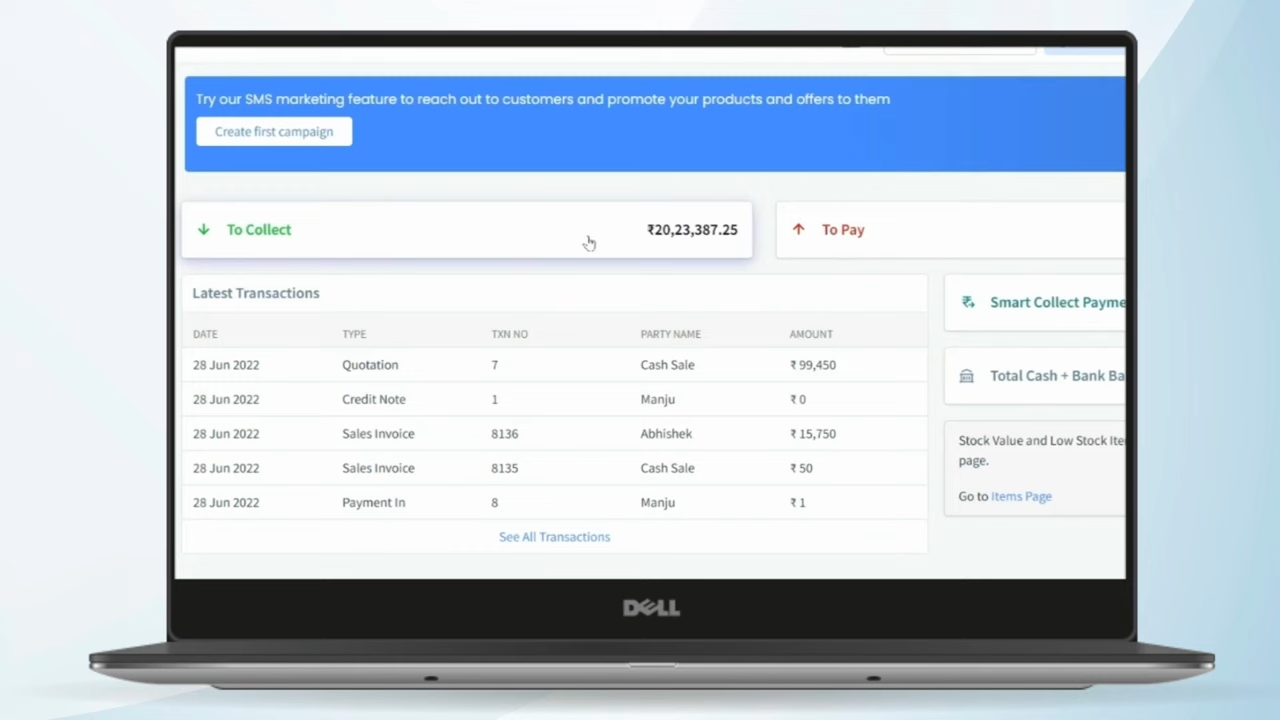 Try our SMS marketing feature to reach out to customers and promote your products and offers to them
Create first campaign
To Collect ₹20,23,387.25
To Pay
Latest Transactions
DATE TYPE TXN NO PARTY NAME AMOUNT
28 Jun 2022 Quotation 7 Cash Sale ₹ 99,450
28 Jun 2022 Credit Note 1 Manju ₹ 0
28 Jun 2022 Sales Invoice 8136 Abhishek ₹ 15,750
28 Jun 2022 Sales Invoice 8135 Cash Sale ₹ 50
28 Jun 2022 Payment In 8 Manju ₹ 1
See All Transactions
Smart Collect Payme
Total Cash + Bank Ba
Stock Value and Low Stock Ite
page.
Go to Items Page
DELL